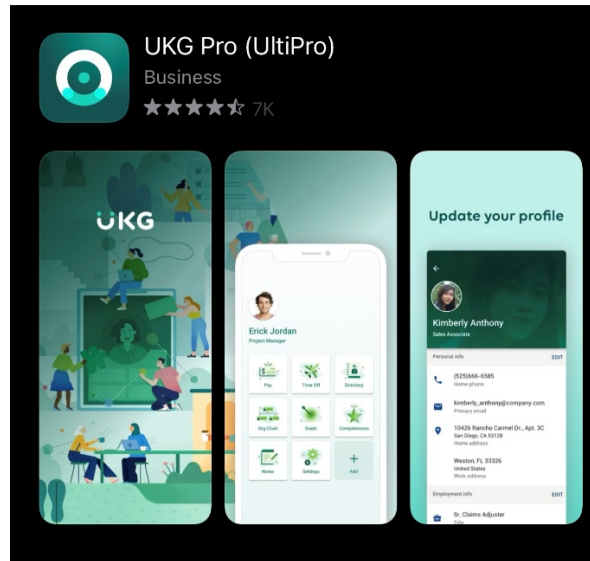 UKG Pro (UltiPro)
Business
7K
UKG
Erick Jordan
Project Manager
Pay
Time Off
Directory
Org Chart
Goals
Competencies
Notes
Settings
Add
Update your profile
Kimberly Anthony
Sales Associate
Personal info
EDIT
(525)666-6585
Home phone
kimberly_anthony@company.com
Primary email
10426 Rancho Carmel Dr., Apt. 3C
San Diego, CA 92128
Home address
Weston, FL 33326
United States
Work address
Employment info
EDIT
Sr. Claims Adjuster
Title